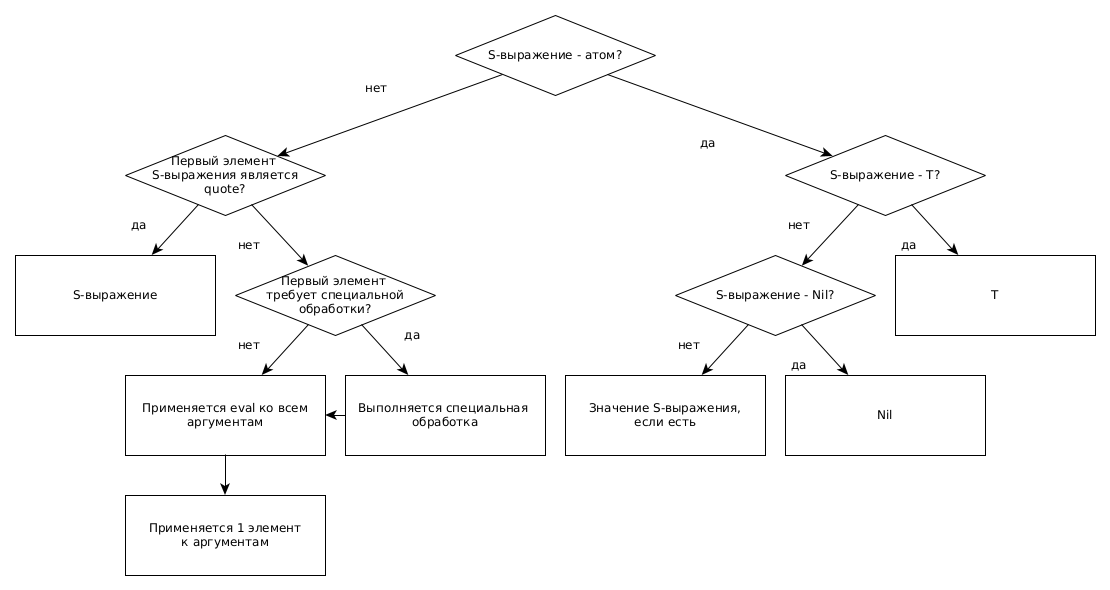 S-выражение - атом?
нет
да
Первый элемент
S-выражения является
quote?
S-выражение - T?
да
нет
нет
да
S-выражение
Первый элемент
требует специальной
обработки?
S-выражение - Nil?
T
нет
да
нет
да
Применяется eval ко всем
аргументам
Выполняется специальная
обработка
Значение S-выражения,
если есть
Nil
Применяется 1 элемент
к аргументам